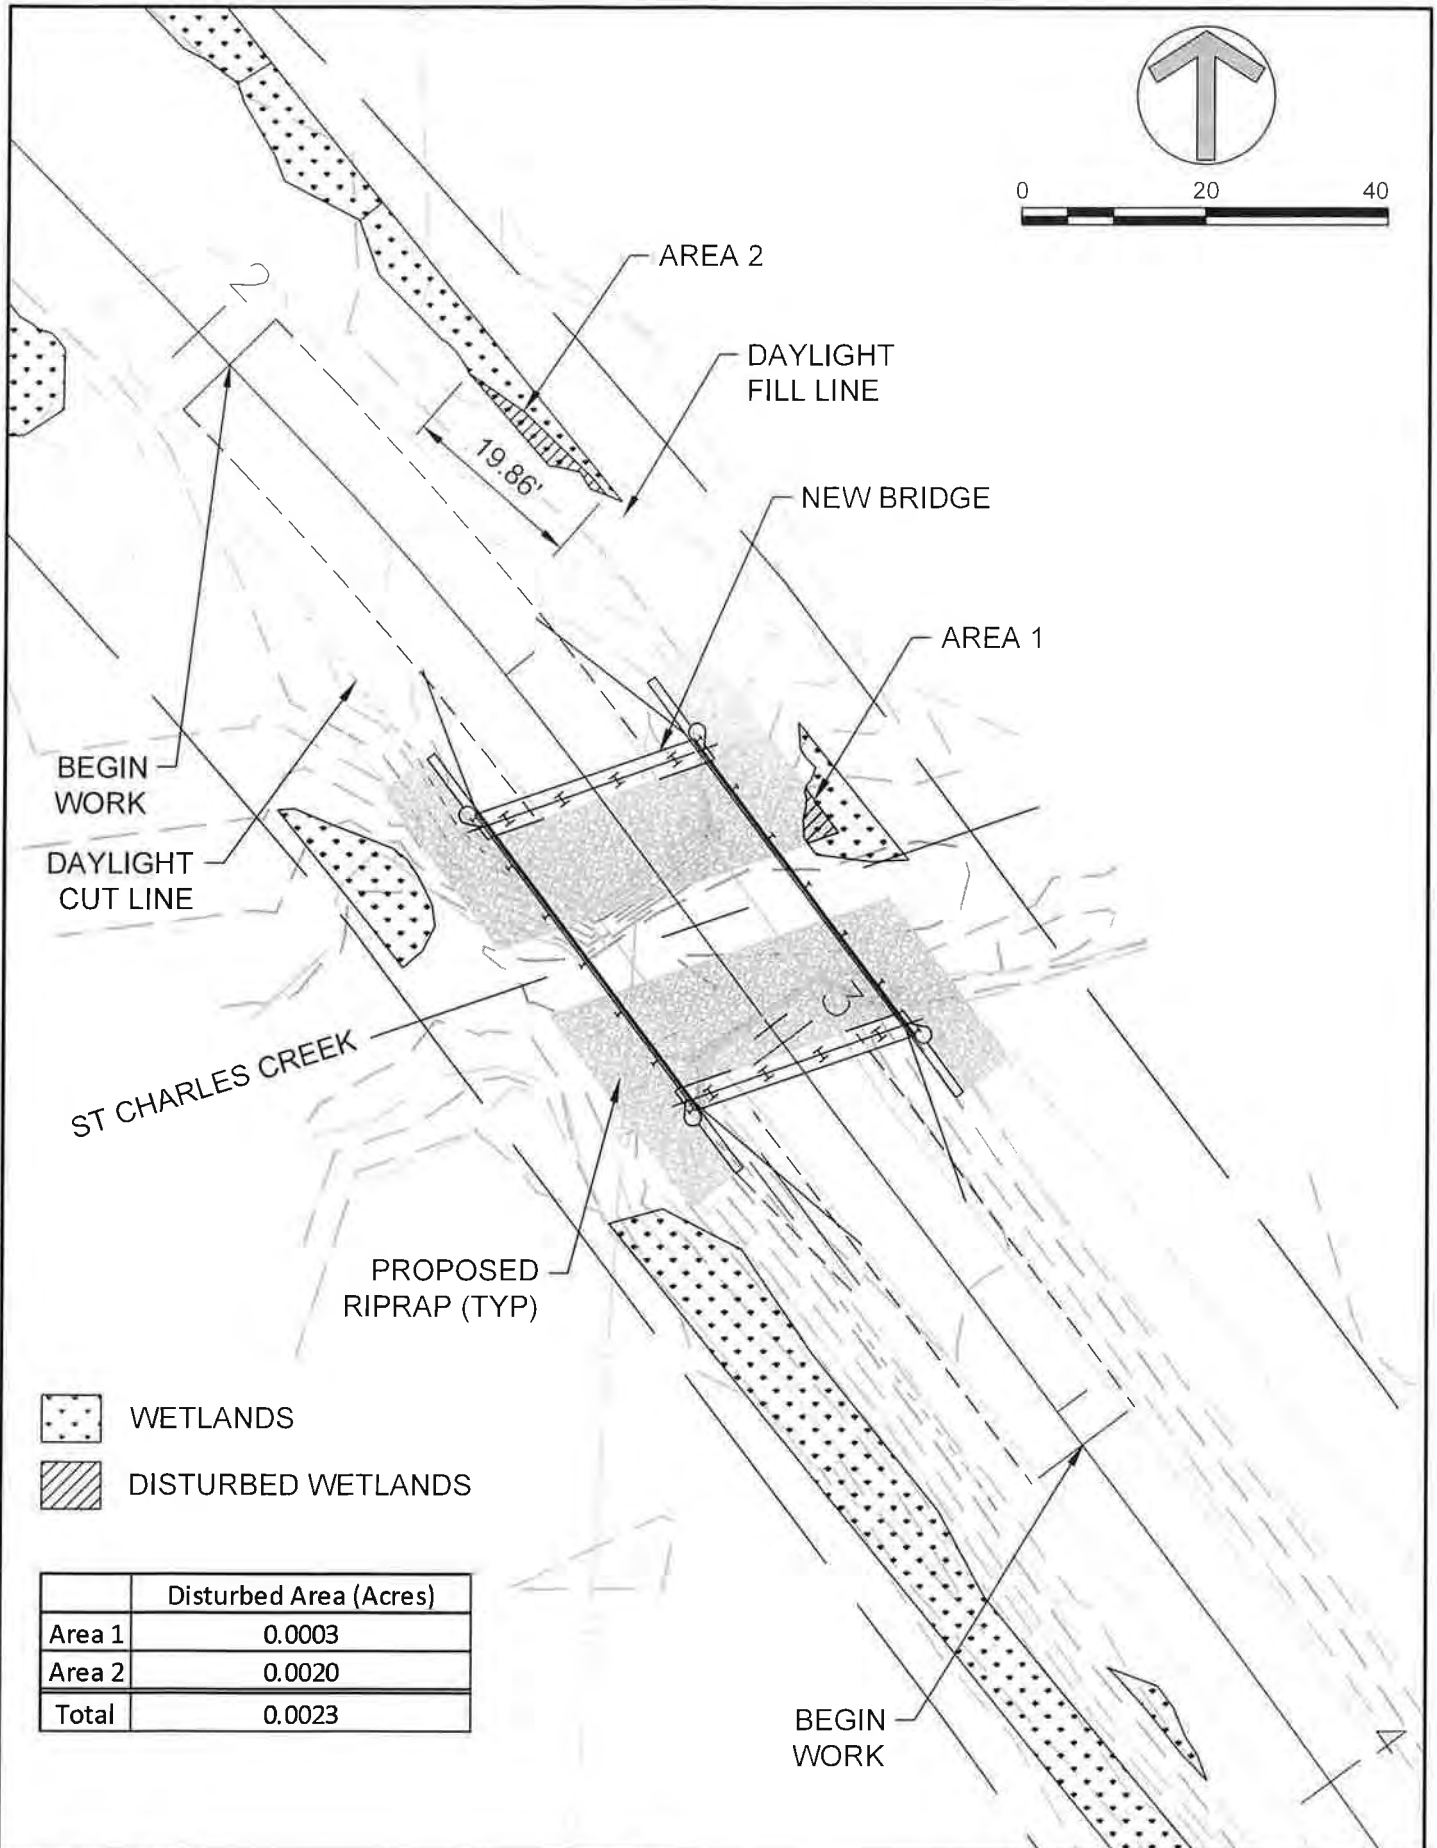 0 20 40
AREA 2
2
DAYLIGHT
FILL LINE
19.86'
NEW BRIDGE
AREA 1
BEGIN
WORK
DAYLIGHT
CUT LINE
3
ST CHARLES CREEK
PROPOSED
RIPRAP (TYP)
WETLANDS
DISTURBED WETLANDS
Disturbed Area (Acres)
Area 1 0.0003
Area 2 0.0020
Total 0.0023
BEGIN
WORK
4